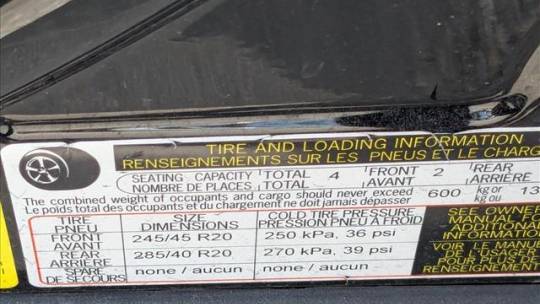 TIRE AND LOADING INFORMATION
RENSEIGNEMENTS SUR LES PNEUS ET LE CHARG
SEATING CAPACITY TOTAL 4 FRONT 2 REAR
NOMBRE DE PLACES TOTAL AVANT ARRIÈRE
The combined weight of occupants and cargo should never exceed 600 kg or 13
Le poids total des occupants et du chargement ne doit jamais dépasser kg ou
TIRE SIZE COLD TIRE PRESSURE
PNEU DIMENSIONS PRESSION PNEU A FROID
FRONT 245/45 R20 250 kPa, 36 psi
AVANT
REAR 285/40 R20 270 kPa, 39 psi
ARRIÈRE
SPARE none / aucun none / aucun
DE SECOURS
SEE OWNER
MANUAL
ADDITIONA
INFORMATI
VOIR LE MANUE
DE L'USAGE
POUR PLUS DE
RENSEIGNEMENT